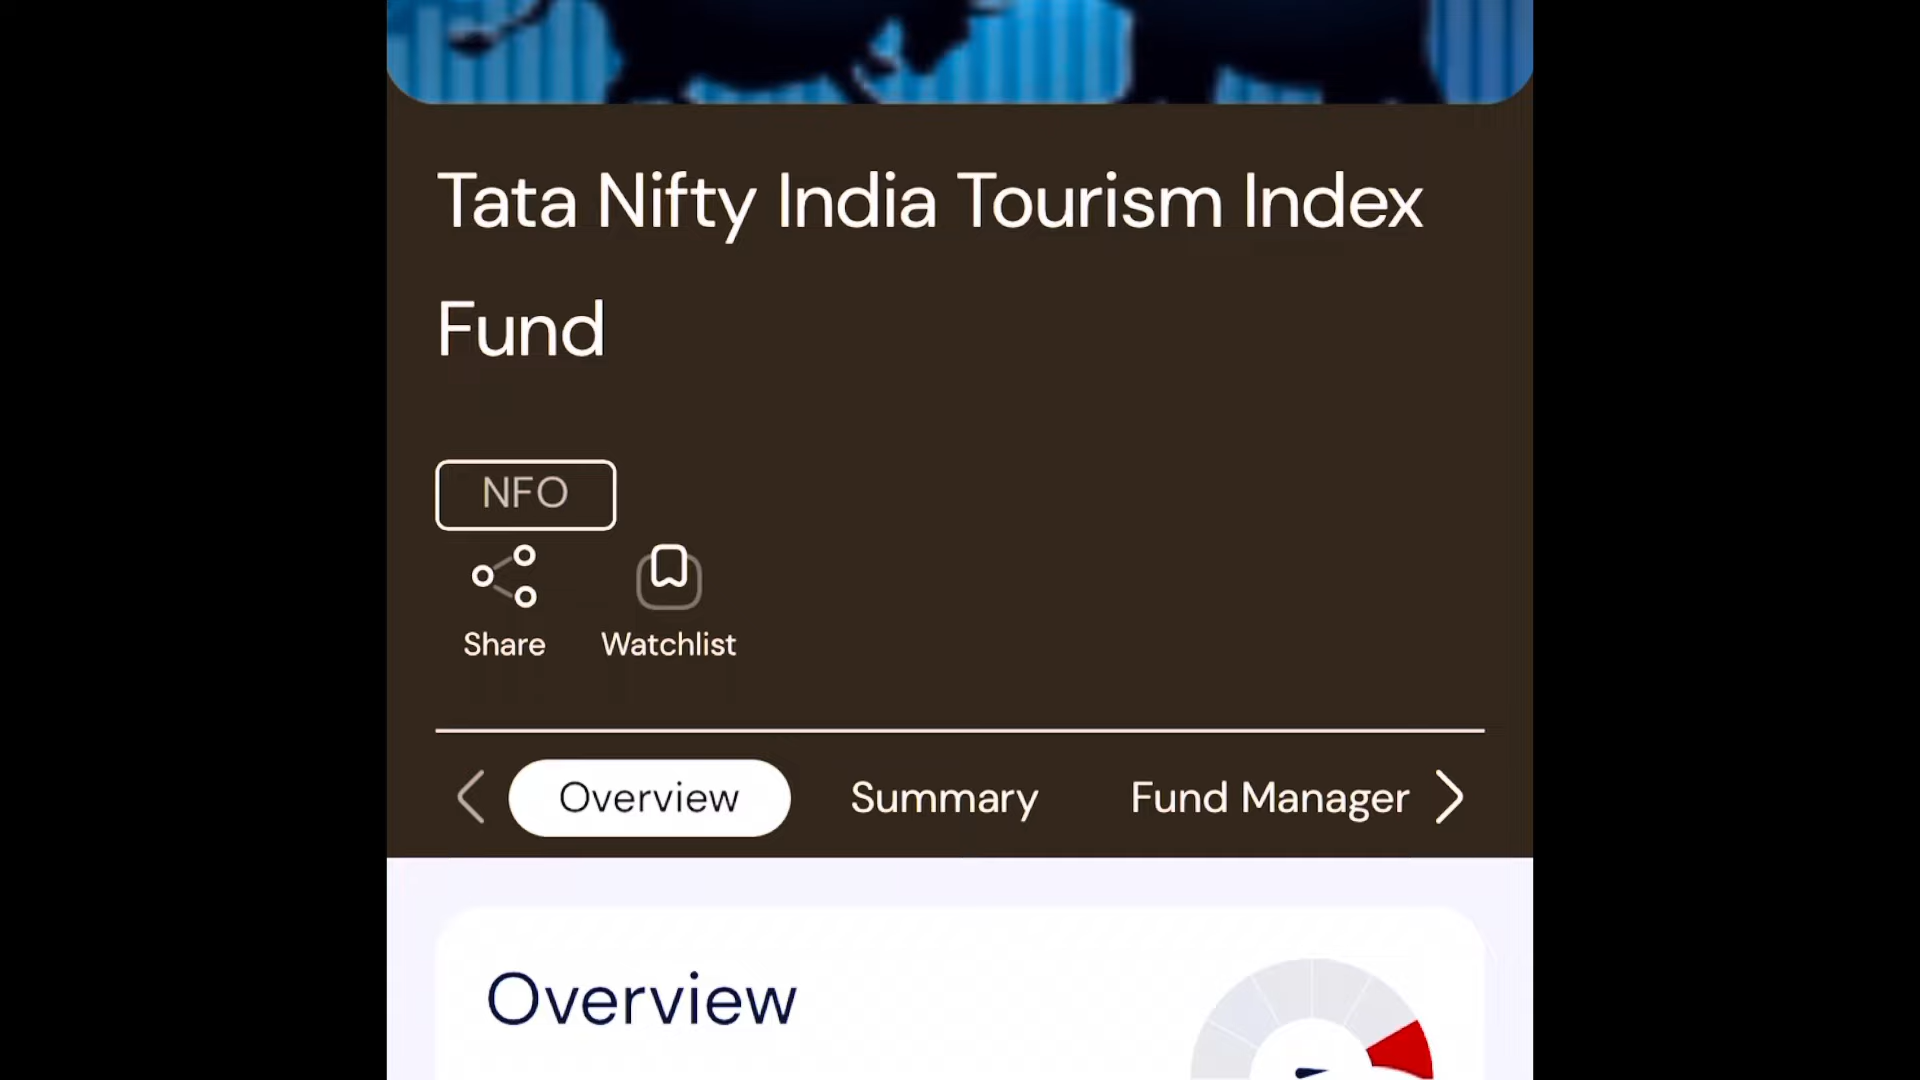 Tata Nifty India Tourism Index
Fund
NFO
Share Watchlist
Overview Summary Fund Manager
Overview